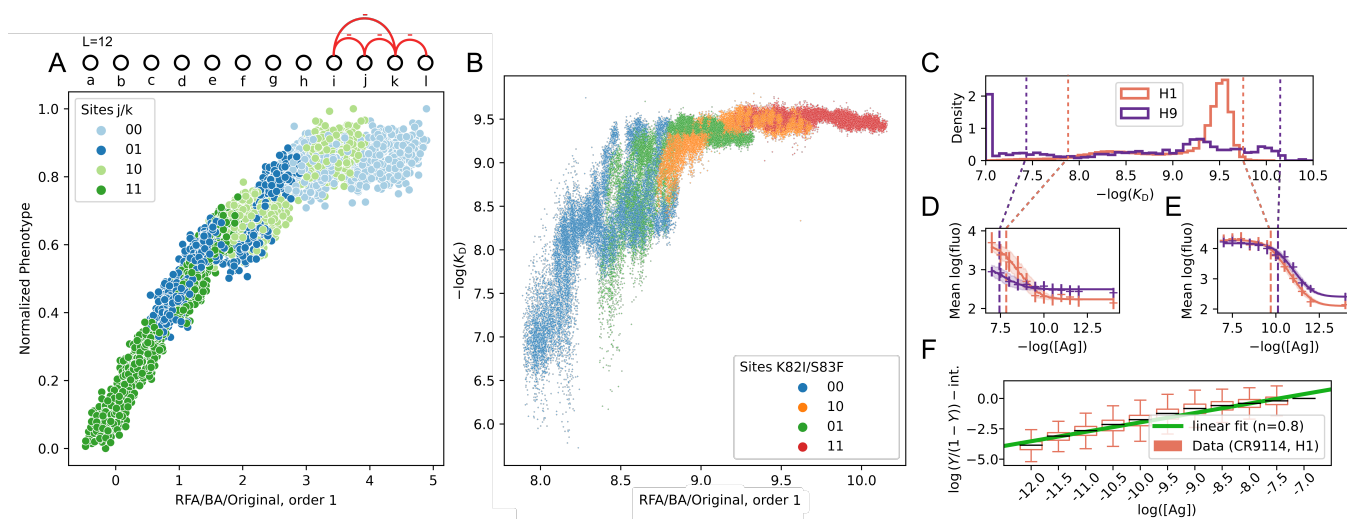 L=12
A
a b c d e f g h i j k l
Sites j/k
00
01
10
11
Normalized Phenotype
1.0
0.8
0.6
0.4
0.2
0.0
0 1 2 3 4 5
RFA/BA/Original, order 1
B
−log(K_D)
9.5
9.0
8.5
8.0
7.5
7.0
6.5
6.0
Sites K82I/S83F
00
10
01
11
8.0 8.5 9.0 9.5 10.0
RFA/BA/Original, order 1
C
Density
2
1
0
H1
H9
7.0 7.5 8.0 8.5 9.0 9.5 10.0 10.5
−log(K_D)
D
Mean log(fluo)
4
3
2
7.5 10.0 12.5
−log([Ag])
E
Mean log(fluo)
4
3
2
7.5 10.0 12.5
−log([Ag])
F
log(Y/(1 − Y)) − int.
0.0
−2.5
−5.0
linear fit (n=0.8)
Data (CR9114, H1)
-12.0 -11.5 -11.0 -10.5 -10.0 -9.5 -9.0 -8.5 -8.0 -7.5 -7.0
log([Ag])